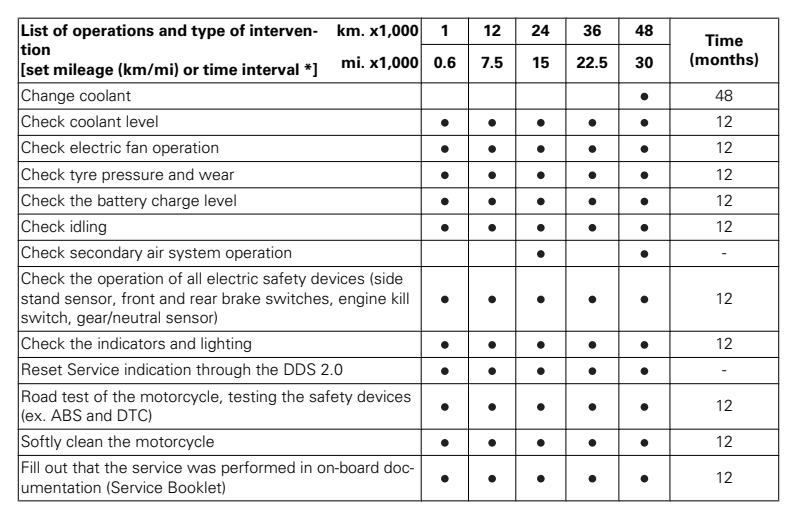 List of operations and type of interven- km. x1,000 1 12 24 36 48 Time
tion
[set mileage (km/mi) or time interval *] mi. x1,000 0.6 7.5 15 22.5 30 (months)
Change coolant ● 48
Check coolant level ● ● ● ● ● 12
Check electric fan operation ● ● ● ● ● 12
Check tyre pressure and wear ● ● ● ● ● 12
Check the battery charge level ● ● ● ● ● 12
Check idling ● ● ● ● ● 12
Check secondary air system operation ● ● -
Check the operation of all electric safety devices (side
stand sensor, front and rear brake switches, engine kill ● ● ● ● ● 12
switch, gear/neutral sensor)
Check the indicators and lighting ● ● ● ● ● 12
Reset Service indication through the DDS 2.0 ● ● ● ● ● -
Road test of the motorcycle, testing the safety devices ● ● ● ● ● 12
(ex. ABS and DTC)
Softly clean the motorcycle ● ● ● ● ● 12
Fill out that the service was performed in on-board doc- ● ● ● ● ● 12
umentation (Service Booklet)